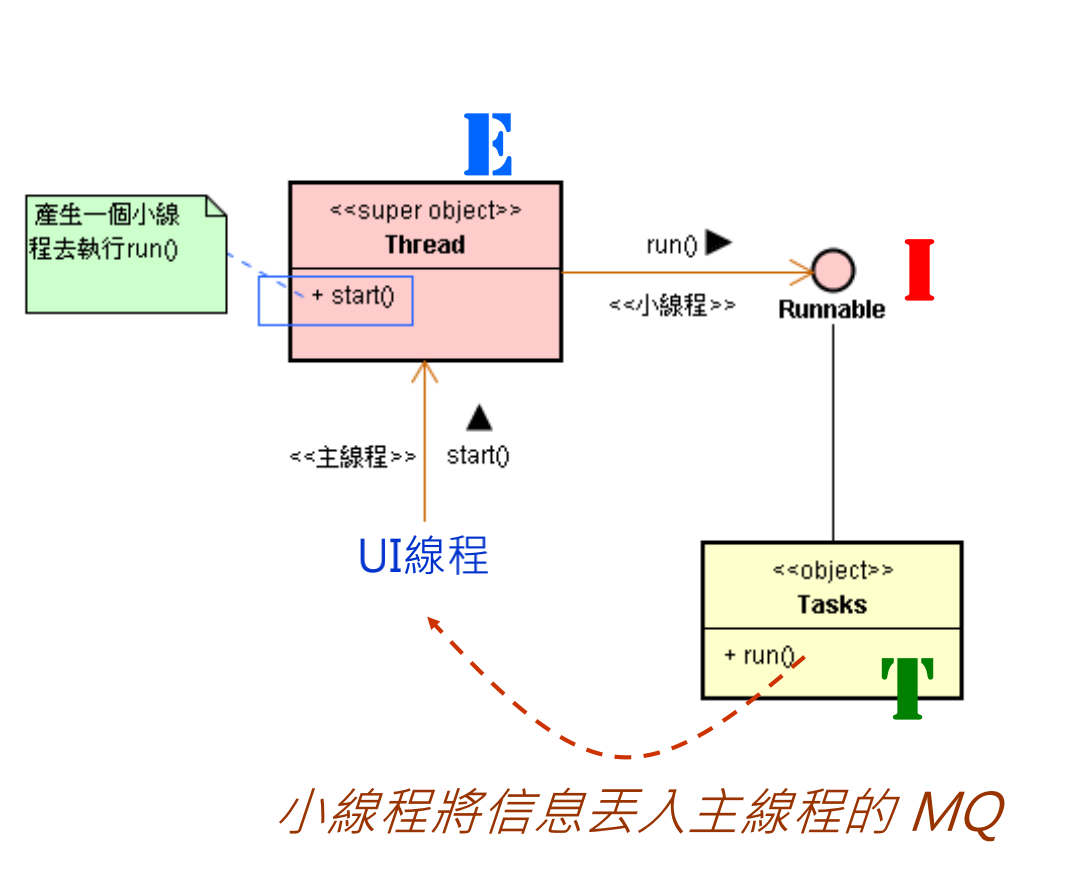 E
<<super object>>
Thread
+ start()
產生一個小線
程去執行run()
run() ▶
<<小線程>>
I
Runnable
▲
<<主線程>>
start()
UI線程
<<object>>
Tasks
+ run()
T
小線程將信息丟入主線程的 MQ